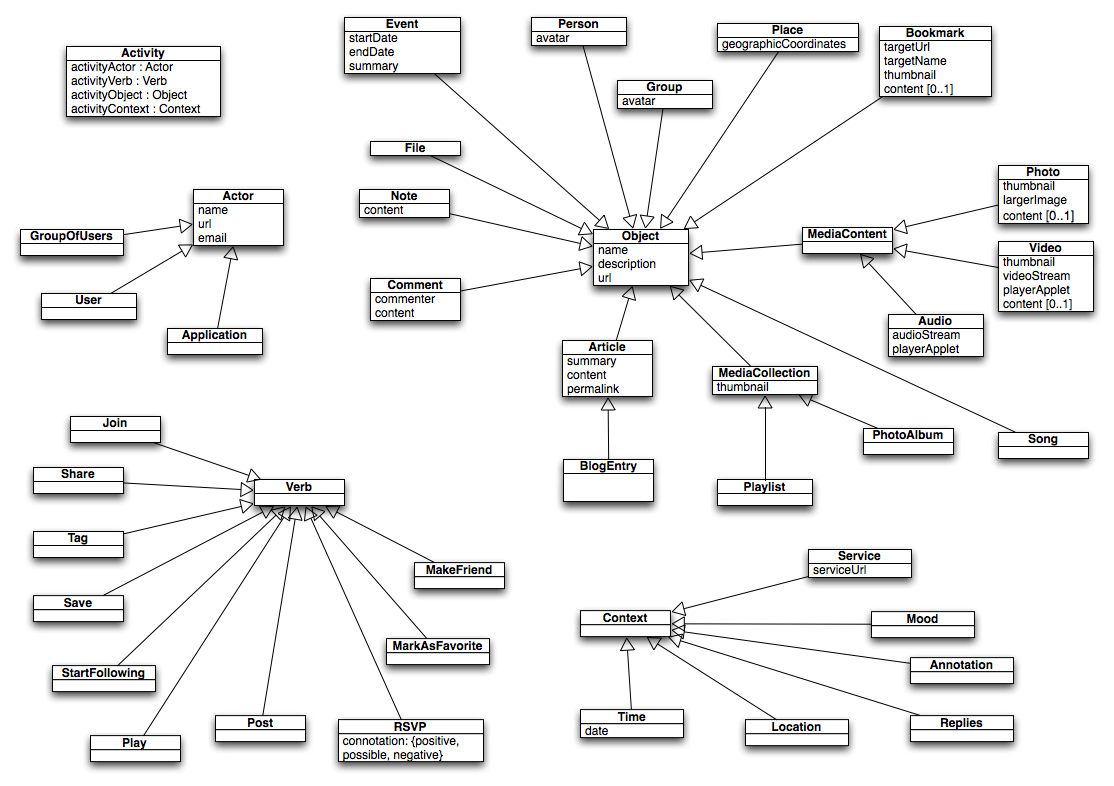 Activity
activityActor : Actor
activityVerb : Verb
activityObject : Object
activityContext : Context
Event
startDate
endDate
summary
Person
avatar
Place
geographicCoordinates
Bookmark
targetUrl
targetName
thumbnail
content [0..1]
Group
avatar
File
Note
content
Actor
name
url
email
GroupOfUsers
User
Application
Object
name
description
url
MediaContent
Photo
thumbnail
largerImage
content [0..1]
Video
thumbnail
videoStream
playerApplet
content [0..1]
Comment
commenter
content
Audio
audioStream
playerApplet
Article
summary
content
permalink
MediaCollection
thumbnail
BlogEntry
Playlist
PhotoAlbum
Song
Join
Share
Verb
Tag
Save
StartFollowing
Play
Post
RSVP
connotation: {positive,
possible, negative}
MarkAsFavorite
MakeFriend
Service
serviceUrl
Context
Mood
Annotation
Time
date
Location
Replies